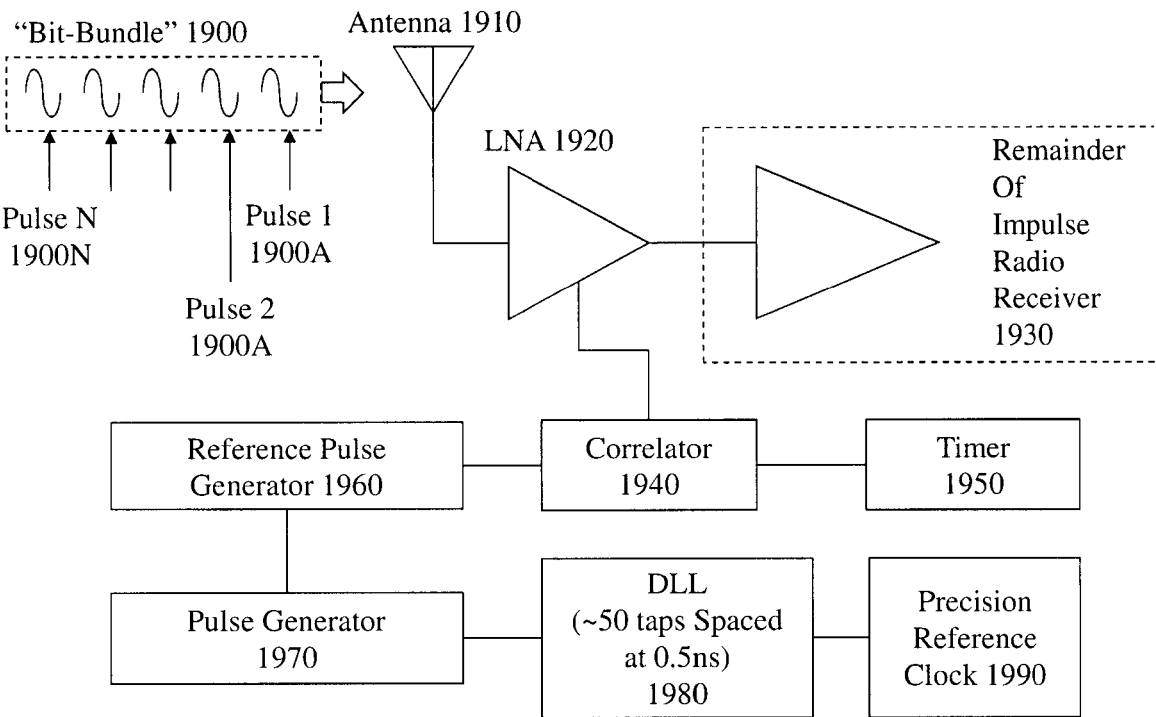 “Bit-Bundle” 1900
Antenna 1910
LNA 1920
Pulse N
1900N
Pulse 1
1900A
Pulse 2
1900A
Remainder
Of
Impulse
Radio
Receiver
1930
Reference Pulse
Generator 1960
Correlator
1940
Timer
1950
Pulse Generator
1970
DLL
(~50 taps Spaced
at 0.5ns)
1980
Precision
Reference
Clock 1990